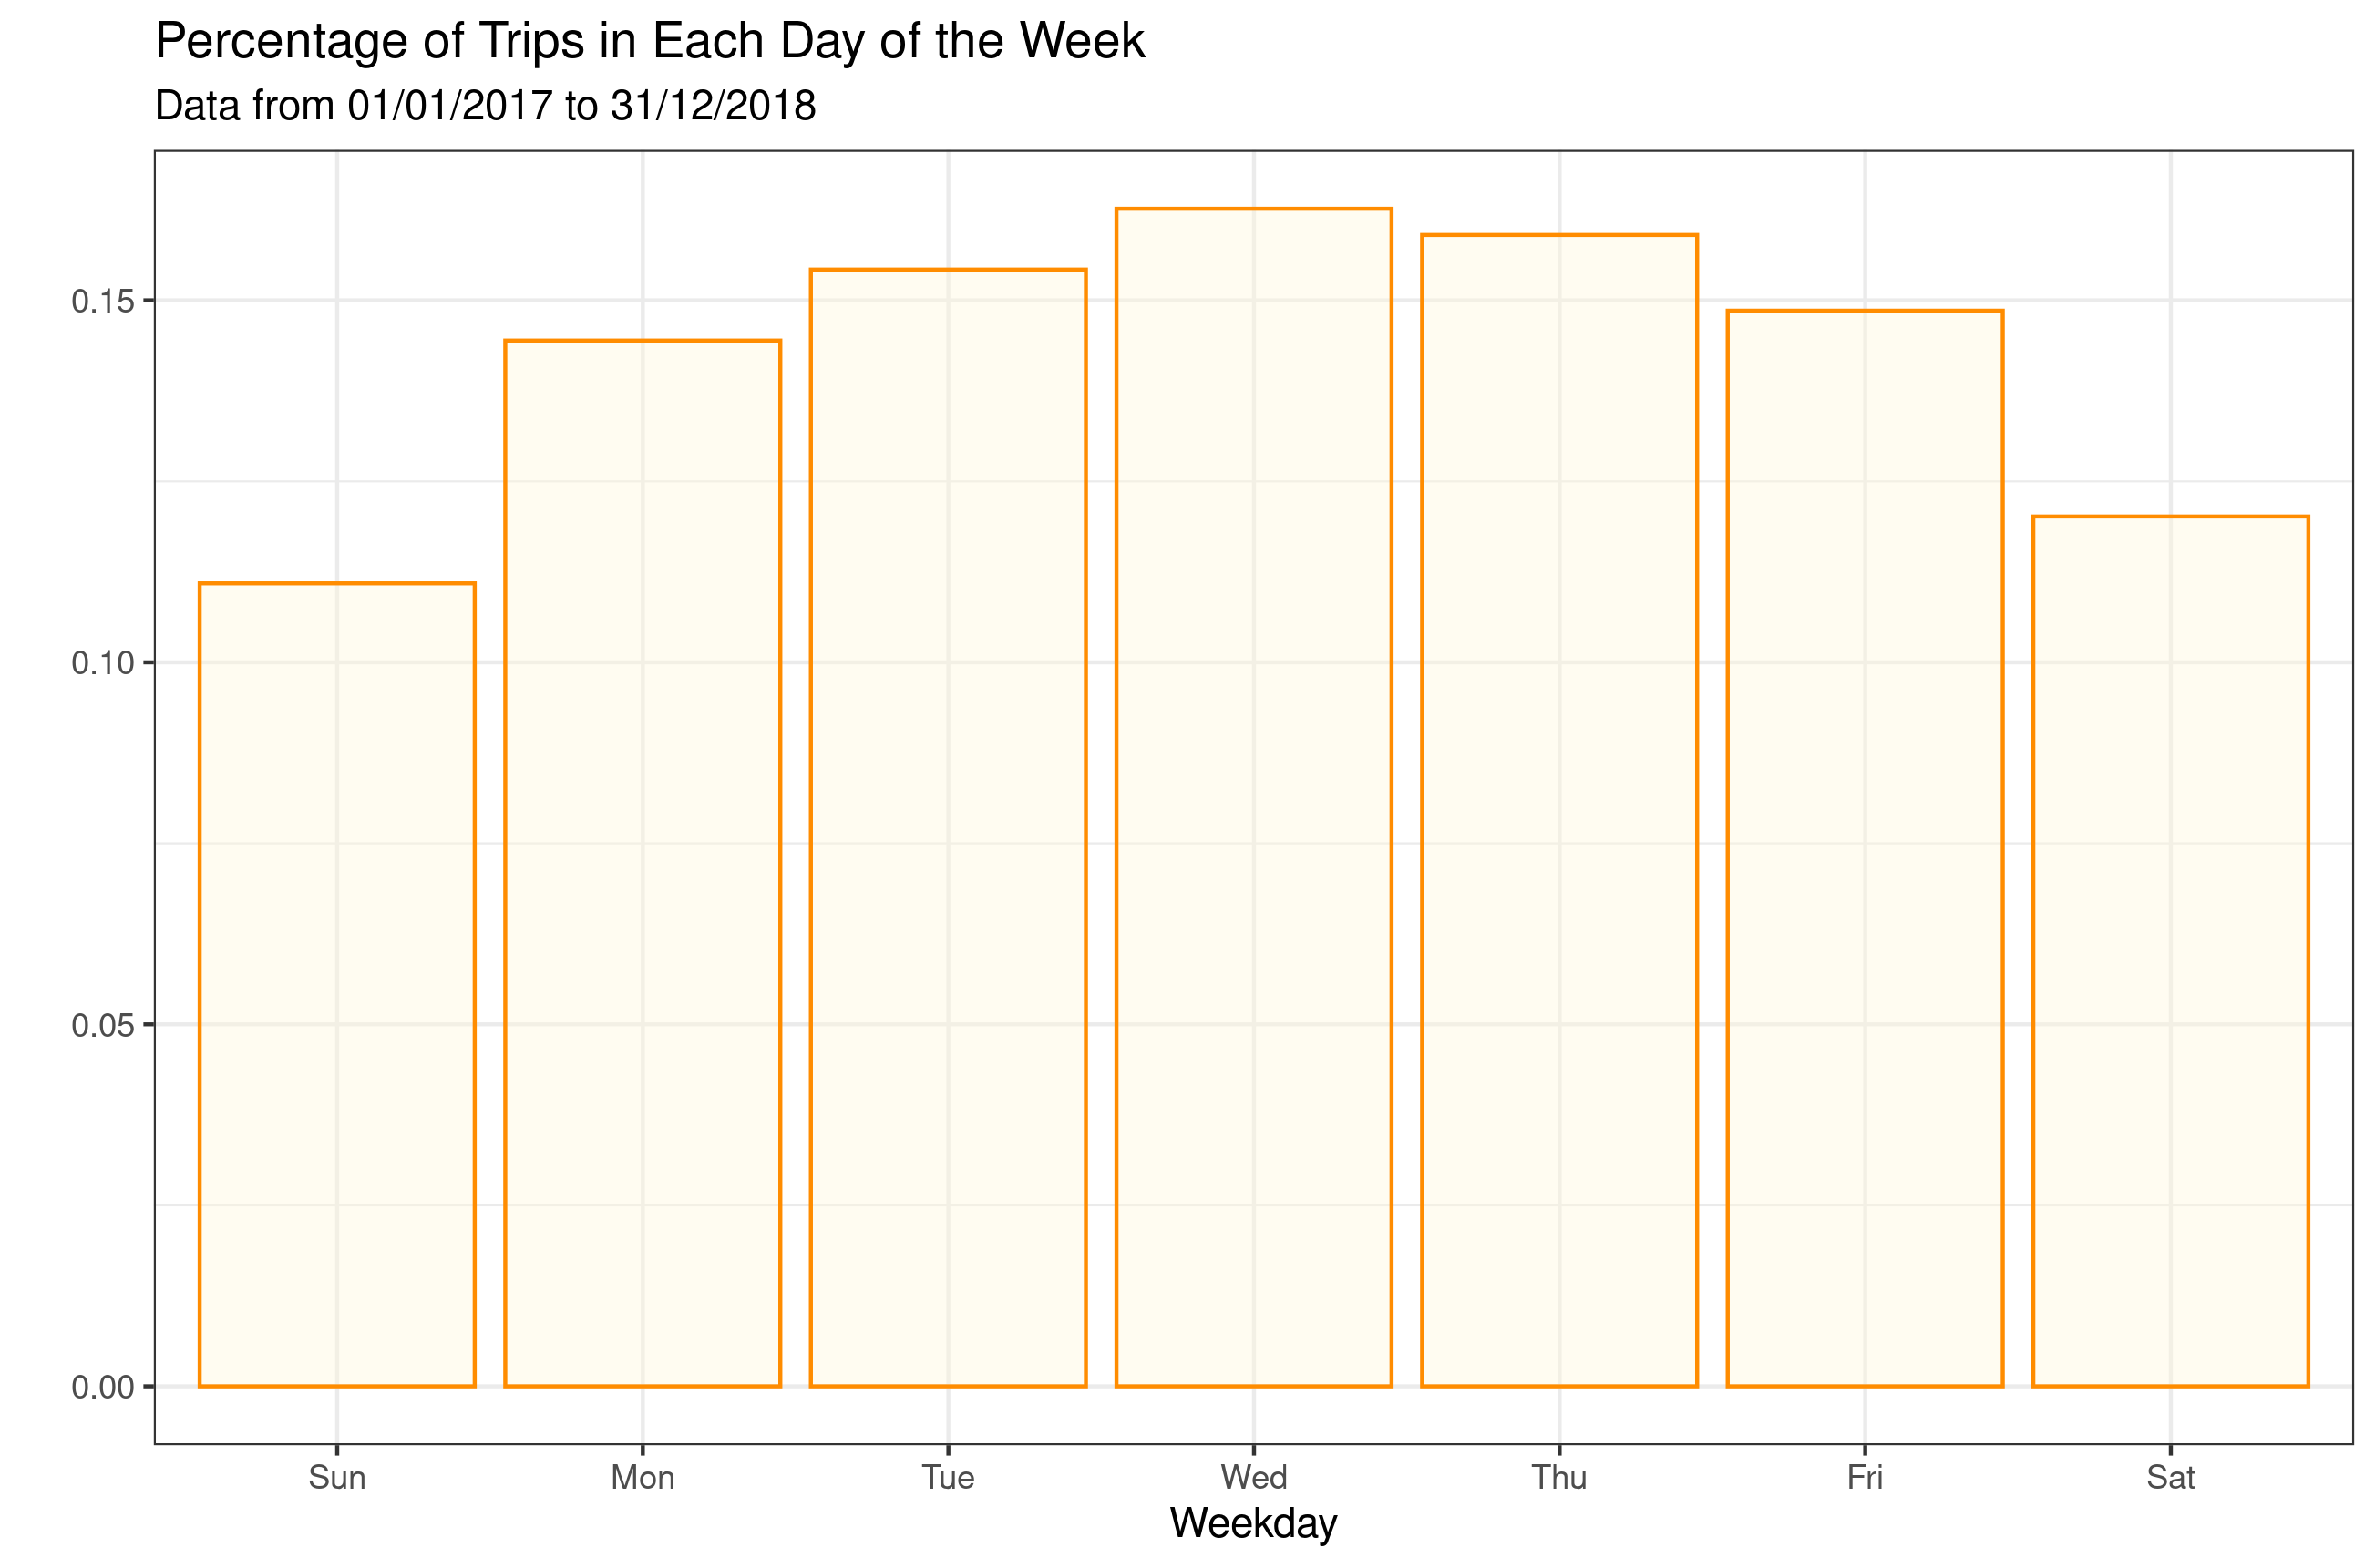 Percentage of Trips in Each Day of the Week
Data from 01/01/2017 to 31/12/2018
0.15
0.10
0.05
0.00
Sun Mon Tue Wed Thu Fri Sat
Weekday